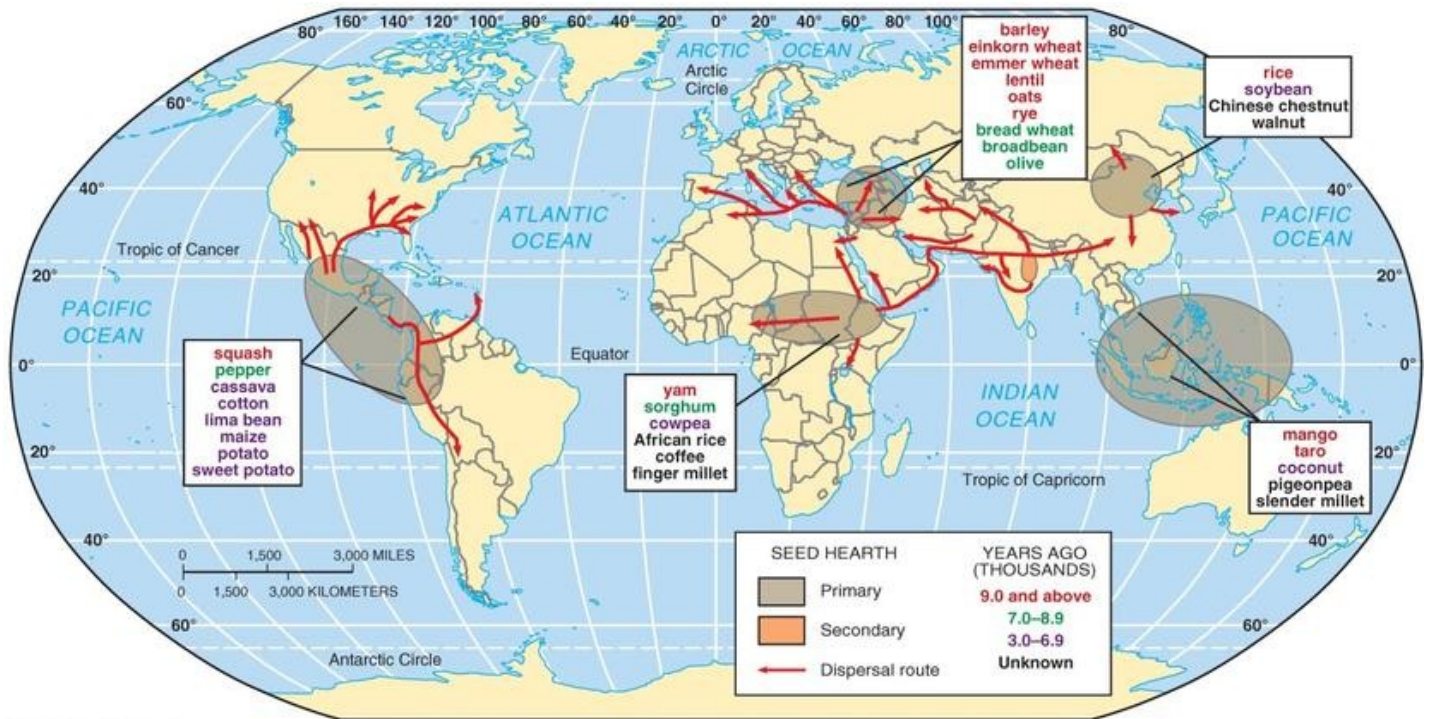 160° 140° 120° 100° 80° 60° 40° 20° 0° 20° 40° 60° 80° 100°
80°
80°
ARCTIC OCEAN
Arctic
Circle
60°
40°
40°
ATLANTIC
OCEAN
PACIFIC
OCEAN
Tropic of Cancer
20°
20°
PACIFIC
OCEAN
0°
Equator
0°
INDIAN
OCEAN
20°
20°
Tropic of Capricorn
40°
40°
60°
60°
Antarctic Circle
barley
einkorn wheat
emmer wheat
lentil
oats
rye
bread wheat
broadbean
olive
rice
soybean
Chinese chestnut
walnut
squash
pepper
cassava
cotton
lima bean
maize
potato
sweet potato
yam
sorghum
cowpea
African rice
coffee
finger millet
mango
taro
coconut
pigeonpea
slender millet
0 1,500 3,000 MILES
0 1,500 3,000 KILOMETERS
SEED HEARTH
Primary
Secondary
Dispersal route
YEARS AGO
(THOUSANDS)
9.0 and above
7.0–8.9
3.0–6.9
Unknown